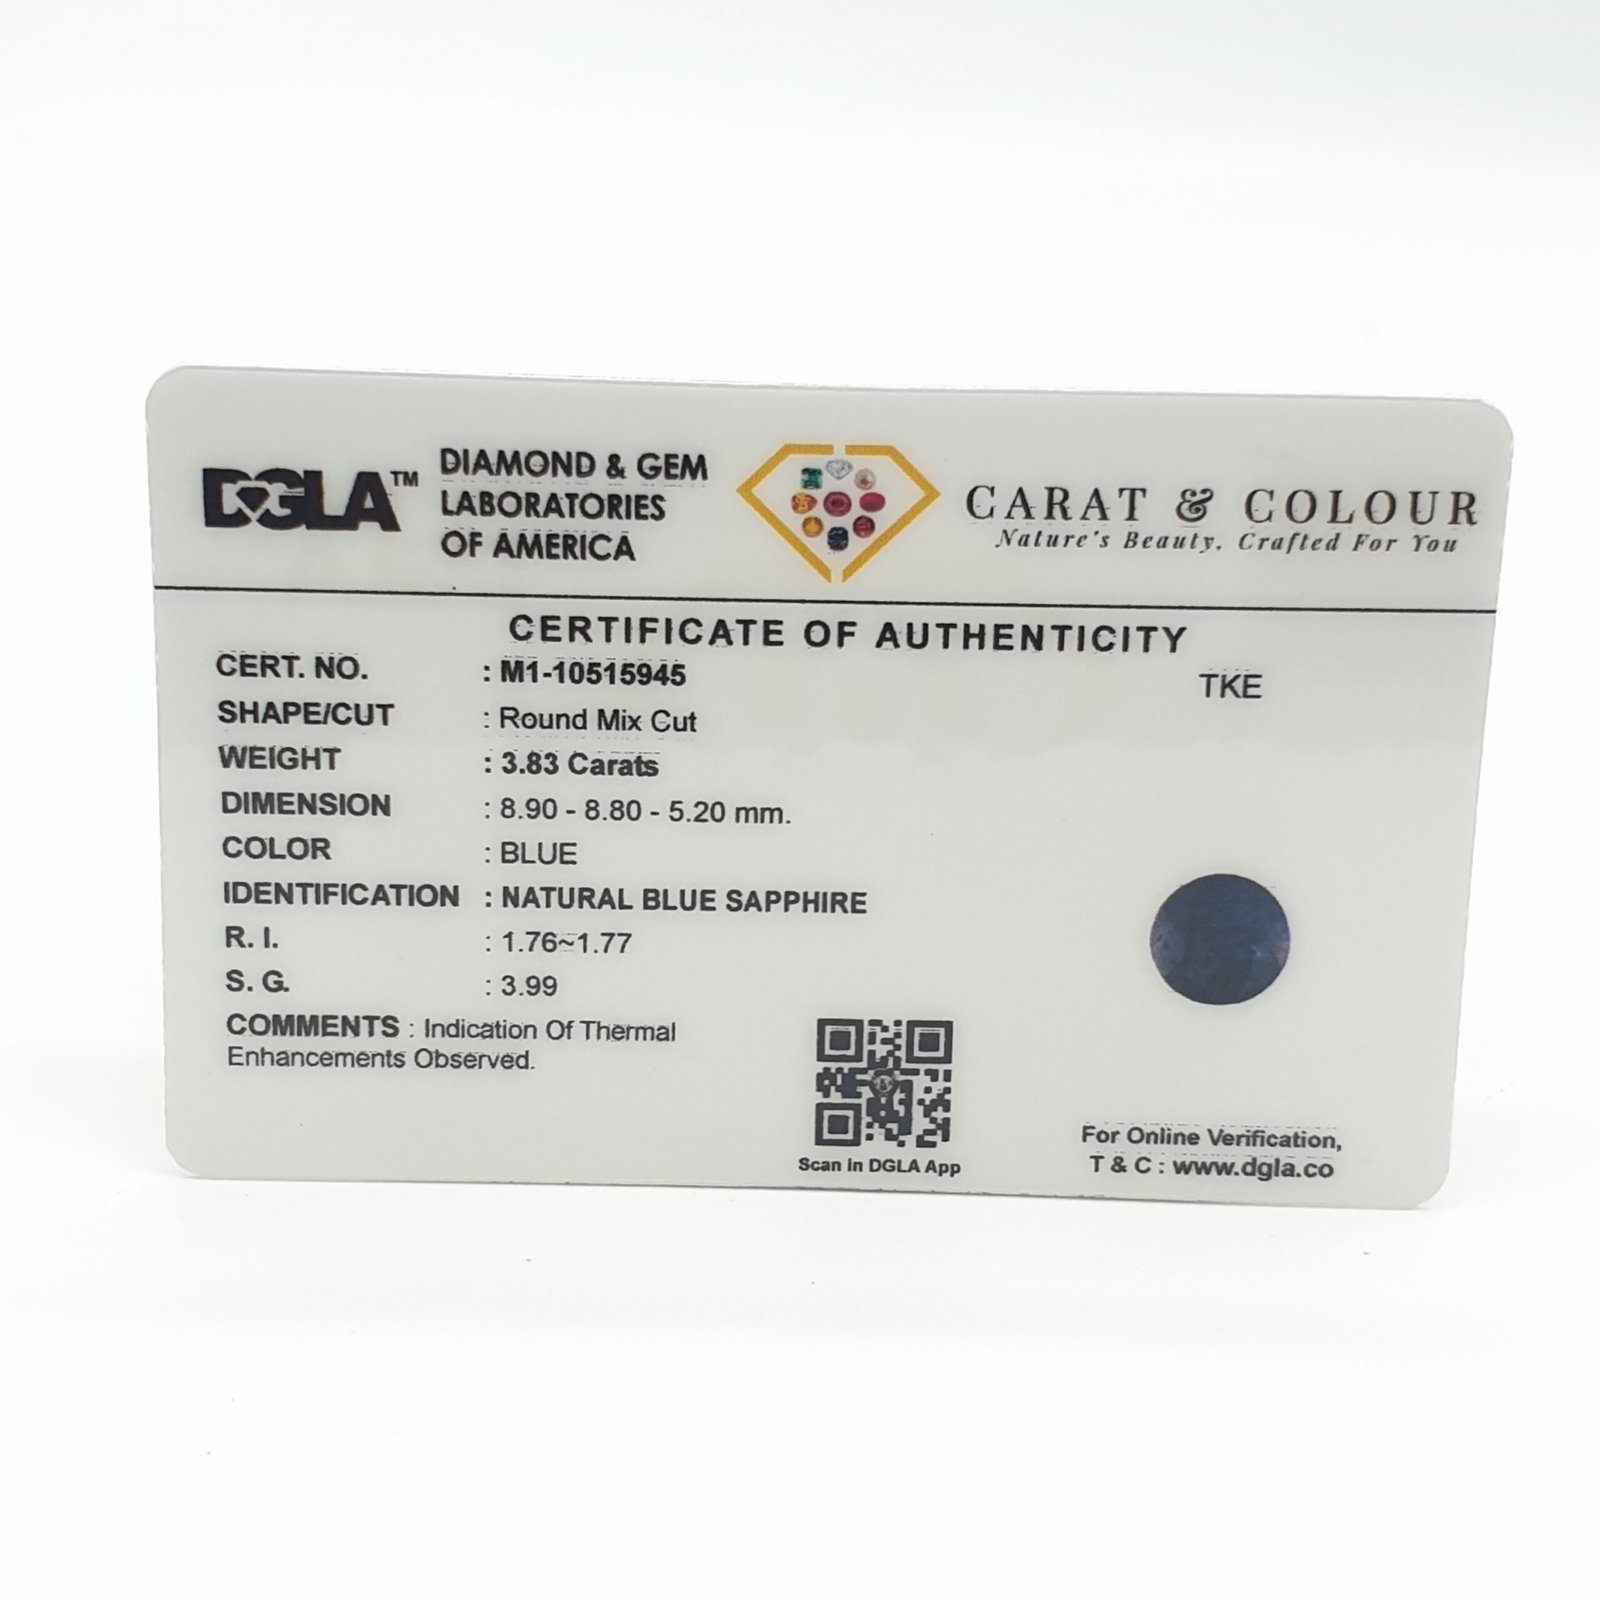 DGLA™
DIAMOND & GEM
LABORATORIES
OF AMERICA
CARAT & COLOUR
Nature's Beauty, Crafted For You
CERTIFICATE OF AUTHENTICITY
CERT. NO. : M1-10515945
TKE
SHAPE/CUT : Round Mix Cut
WEIGHT : 3.83 Carats
DIMENSION : 8.90 - 8.80 - 5.20 mm.
COLOR : BLUE
IDENTIFICATION : NATURAL BLUE SAPPHIRE
R. I. : 1.76~1.77
S. G. : 3.99
COMMENTS : Indication Of Thermal
Enhancements Observed.
Scan in DGLA App
For Online Verification,
T & C : www.dgla.co